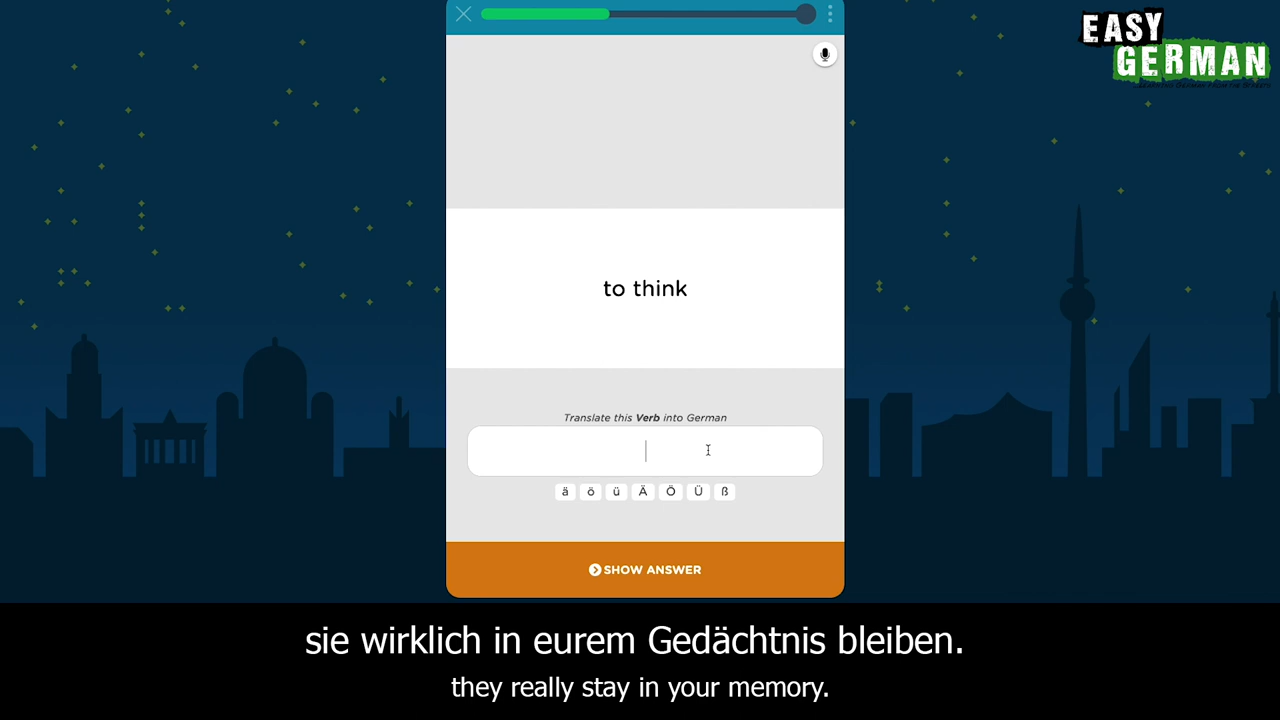 EASY
GERMAN
to think
Translate this Verb into German
ä ö ü Ä Ö Ü ß
SHOW ANSWER
sie wirklich in eurem Gedächtnis bleiben.
they really stay in your memory.